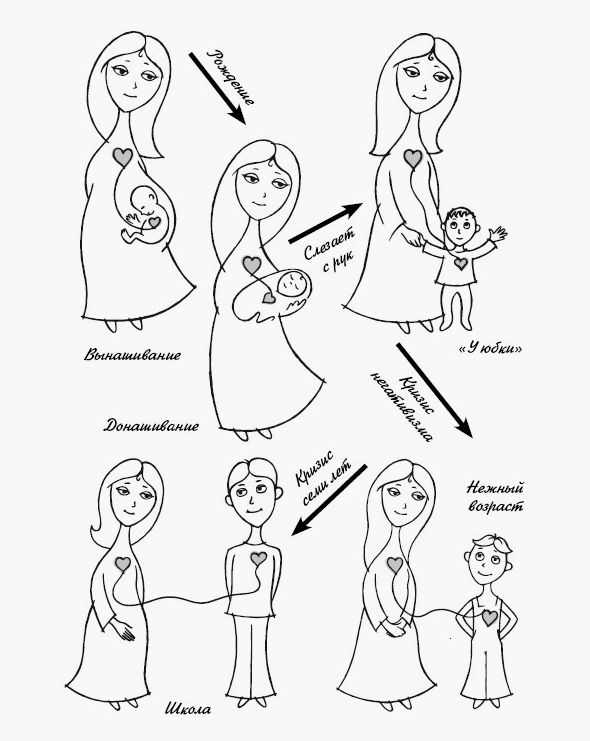 Рождение
Вынашивание
Слезает
с рук
«У юбки»
Донашивание
Кризис
негативизма
Кризис
семи лет
Нежный
возраст
Школа